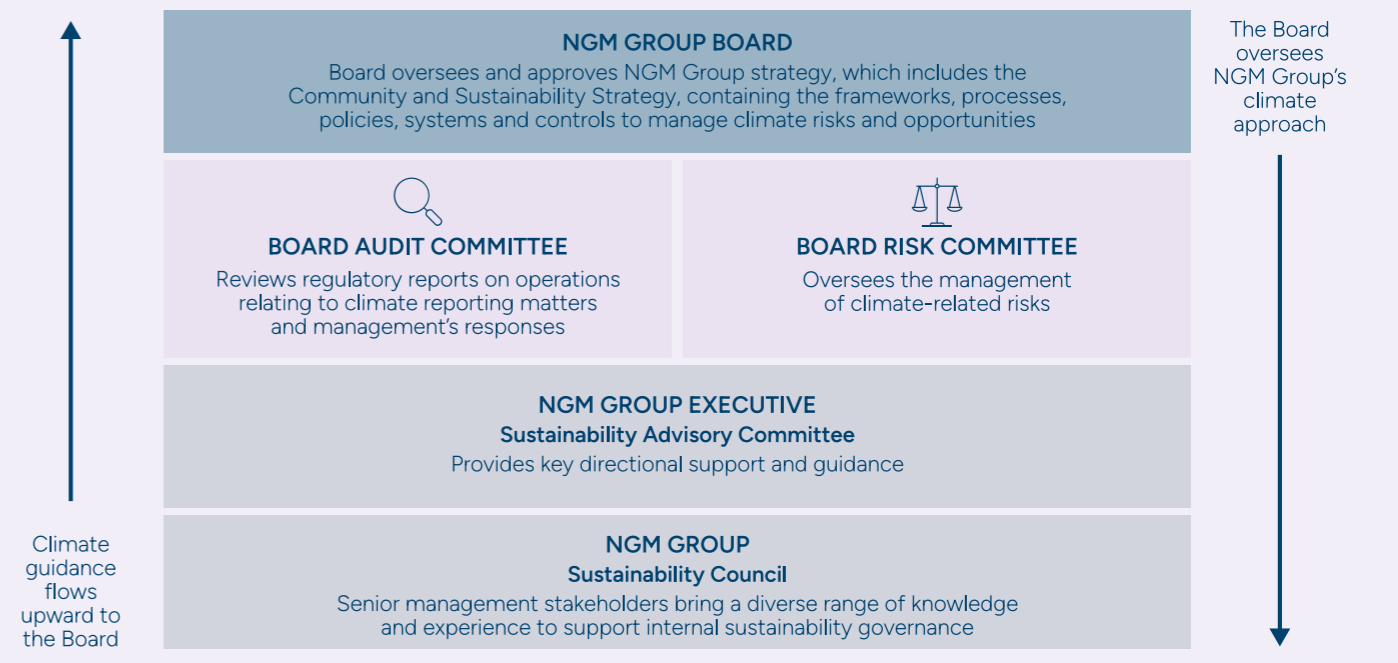 NGM GROUP BOARD
Board oversees and approves NGM Group strategy, which includes the
Community and Sustainability Strategy, containing the frameworks, processes,
policies, systems and controls to manage climate risks and opportunities
The Board
oversees
NGM Group’s
climate
approach
BOARD AUDIT COMMITTEE
Reviews regulatory reports on operations
relating to climate reporting matters
and management’s responses
BOARD RISK COMMITTEE
Oversees the management
of climate-related risks
NGM GROUP EXECUTIVE
Sustainability Advisory Committee
Provides key directional support and guidance
Climate
guidance
flows
upward to
the Board
NGM GROUP
Sustainability Council
Senior management stakeholders bring a diverse range of knowledge
and experience to support internal sustainability governance